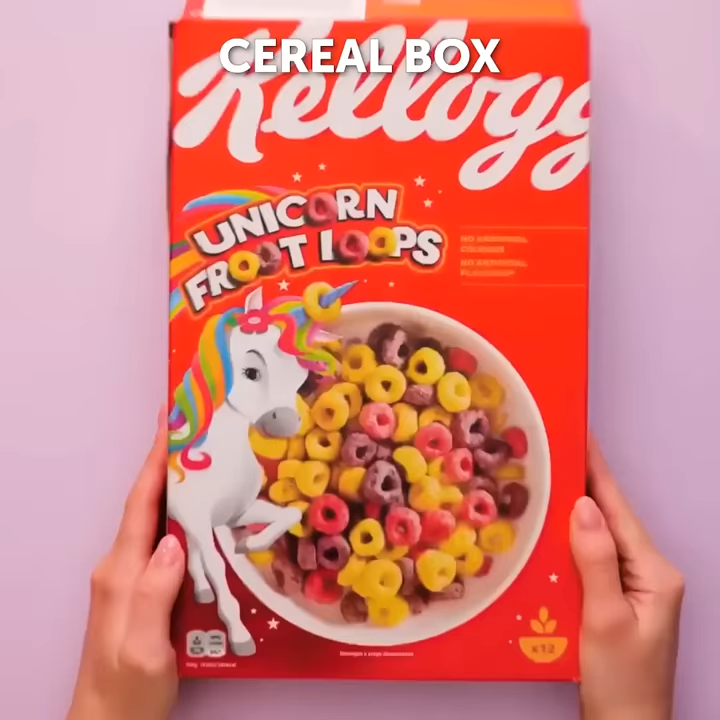 CEREAL BOX
Kellogg
UNICORN
FROOT LOOPS
NO ARTIFICIAL
COLOURS
NO ARTIFICIAL
FLAVOURS
x12